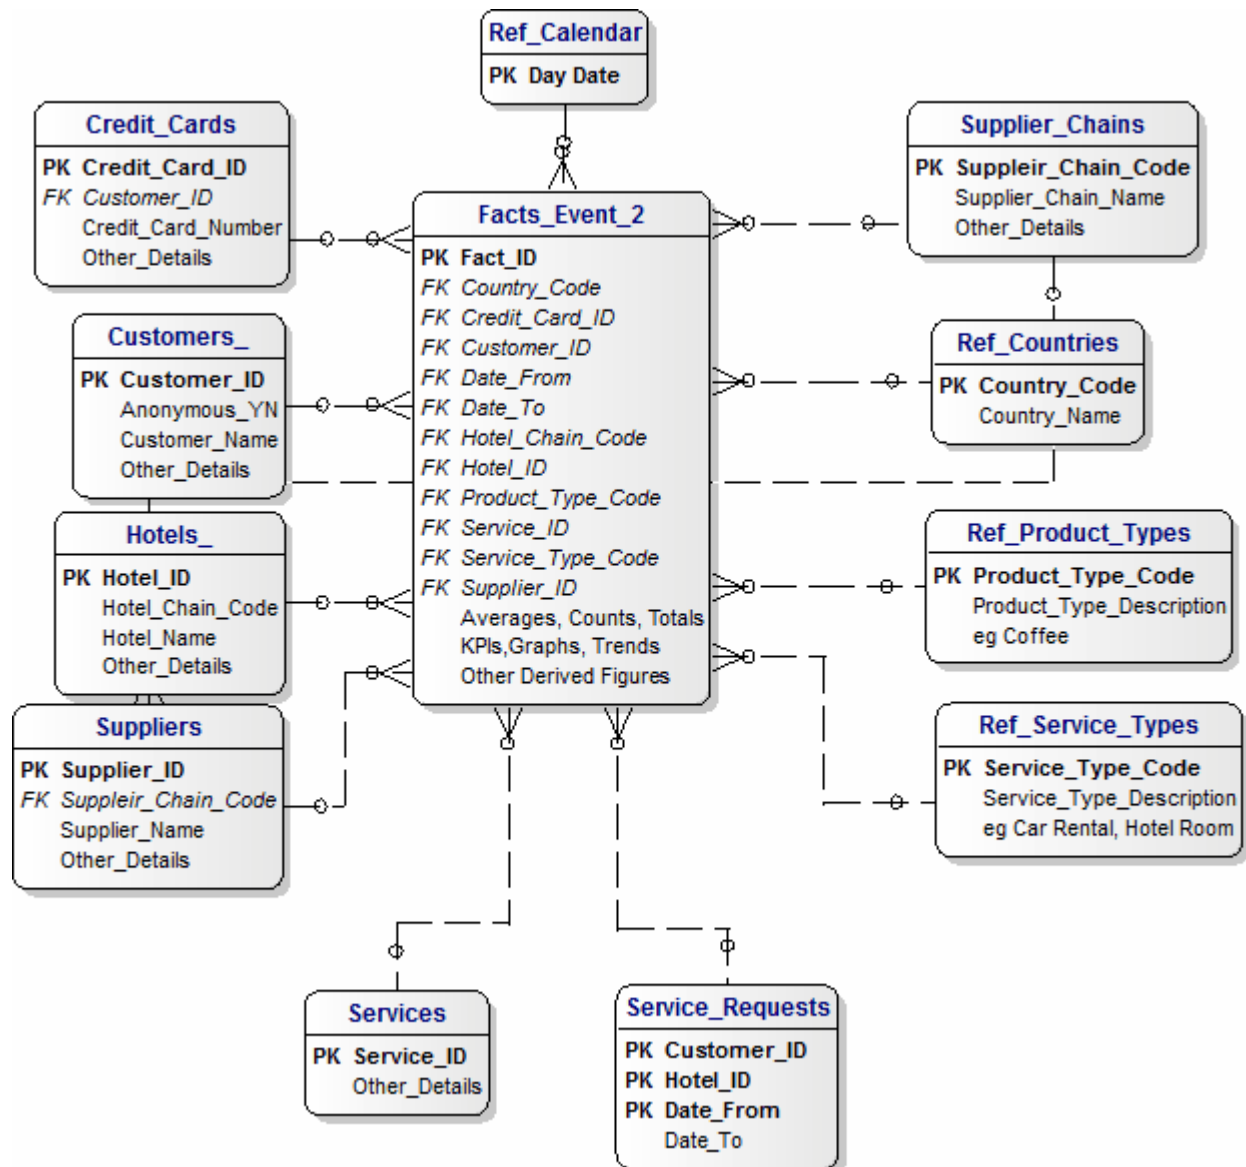 Ref_Calendar
PK Day Date
Credit_Cards
PK Credit_Card_ID
FK Customer_ID
Credit_Card_Number
Other_Details
Supplier_Chains
PK Suppleir_Chain_Code
Supplier_Chain_Name
Other_Details
Facts_Event_2
PK Fact_ID
FK Country_Code
FK Credit_Card_ID
FK Customer_ID
FK Date_From
FK Date_To
FK Hotel_Chain_Code
FK Hotel_ID
FK Product_Type_Code
FK Service_ID
FK Service_Type_Code
FK Supplier_ID
Averages, Counts, Totals
KPIs,Graphs, Trends
Other Derived Figures
Customers_
PK Customer_ID
Anonymous_YN
Customer_Name
Other_Details
Ref_Countries
PK Country_Code
Country_Name
Hotels_
PK Hotel_ID
Hotel_Chain_Code
Hotel_Name
Other_Details
Ref_Product_Types
PK Product_Type_Code
Product_Type_Description
eg Coffee
Suppliers
PK Supplier_ID
FK Suppleir_Chain_Code
Supplier_Name
Other_Details
Ref_Service_Types
PK Service_Type_Code
Service_Type_Description
eg Car Rental, Hotel Room
Services
PK Service_ID
Other_Details
Service_Requests
PK Customer_ID
PK Hotel_ID
PK Date_From
Date_To